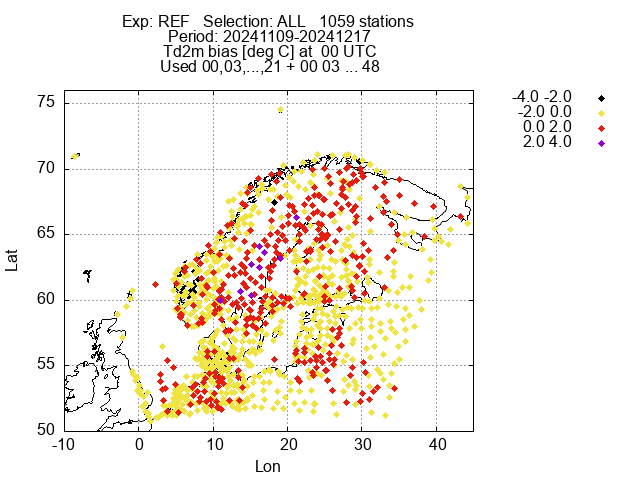 Exp: REF   Selection: ALL   1059 stations
Period: 20241109-20241217
Td2m bias [deg C] at  00 UTC
Used 00,03,...,21 + 00 03 ... 48
-4.0 -2.0
-2.0 0.0
0.0 2.0
2.0 4.0
75
70
65
60
55
50
Lat
-10 0 10 20 30 40
Lon